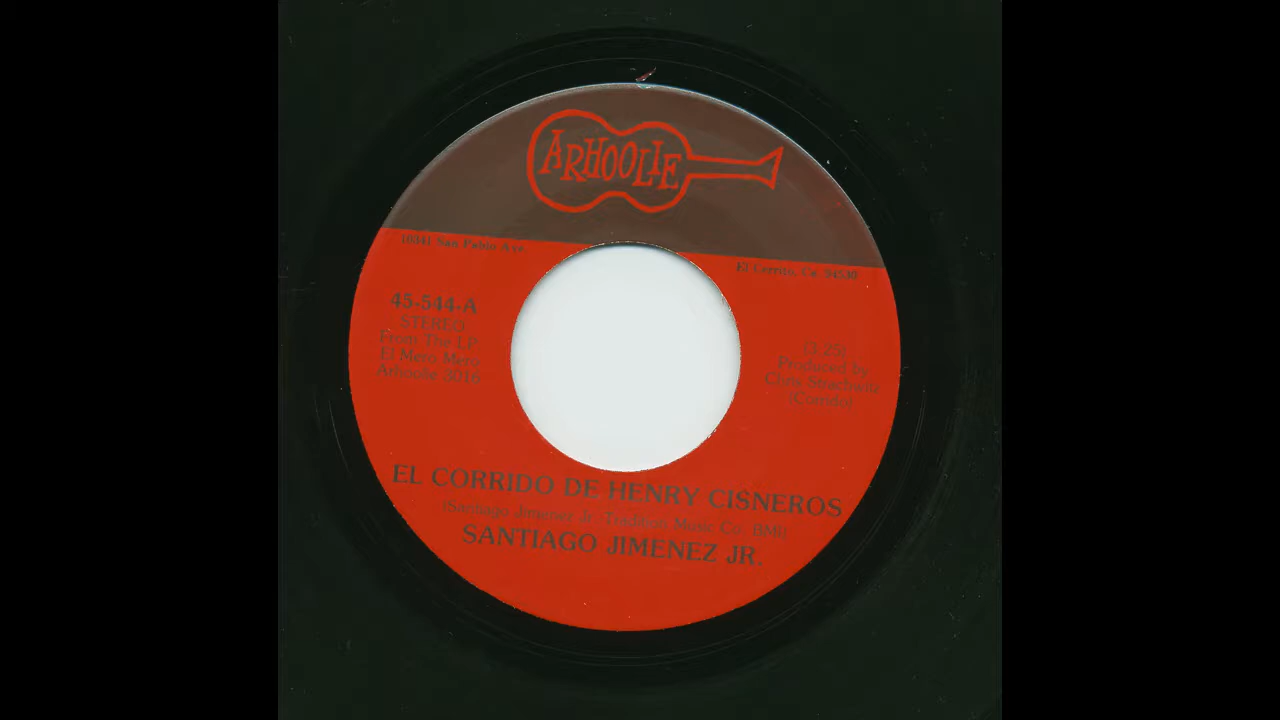 ARHOOLIE
10341 San Pablo Ave.
El Cerrito, Ca. 94530
45-544-A
STEREO
From The LP
El Mero Mero
Arhoolie 3016
(3:25)
Produced by
Chris Strachwitz
(Corrido)
EL CORRIDO DE HENRY CISNEROS
(Santiago Jimenez Jr. Tradition Music Co. BMI)
SANTIAGO JIMENEZ JR.